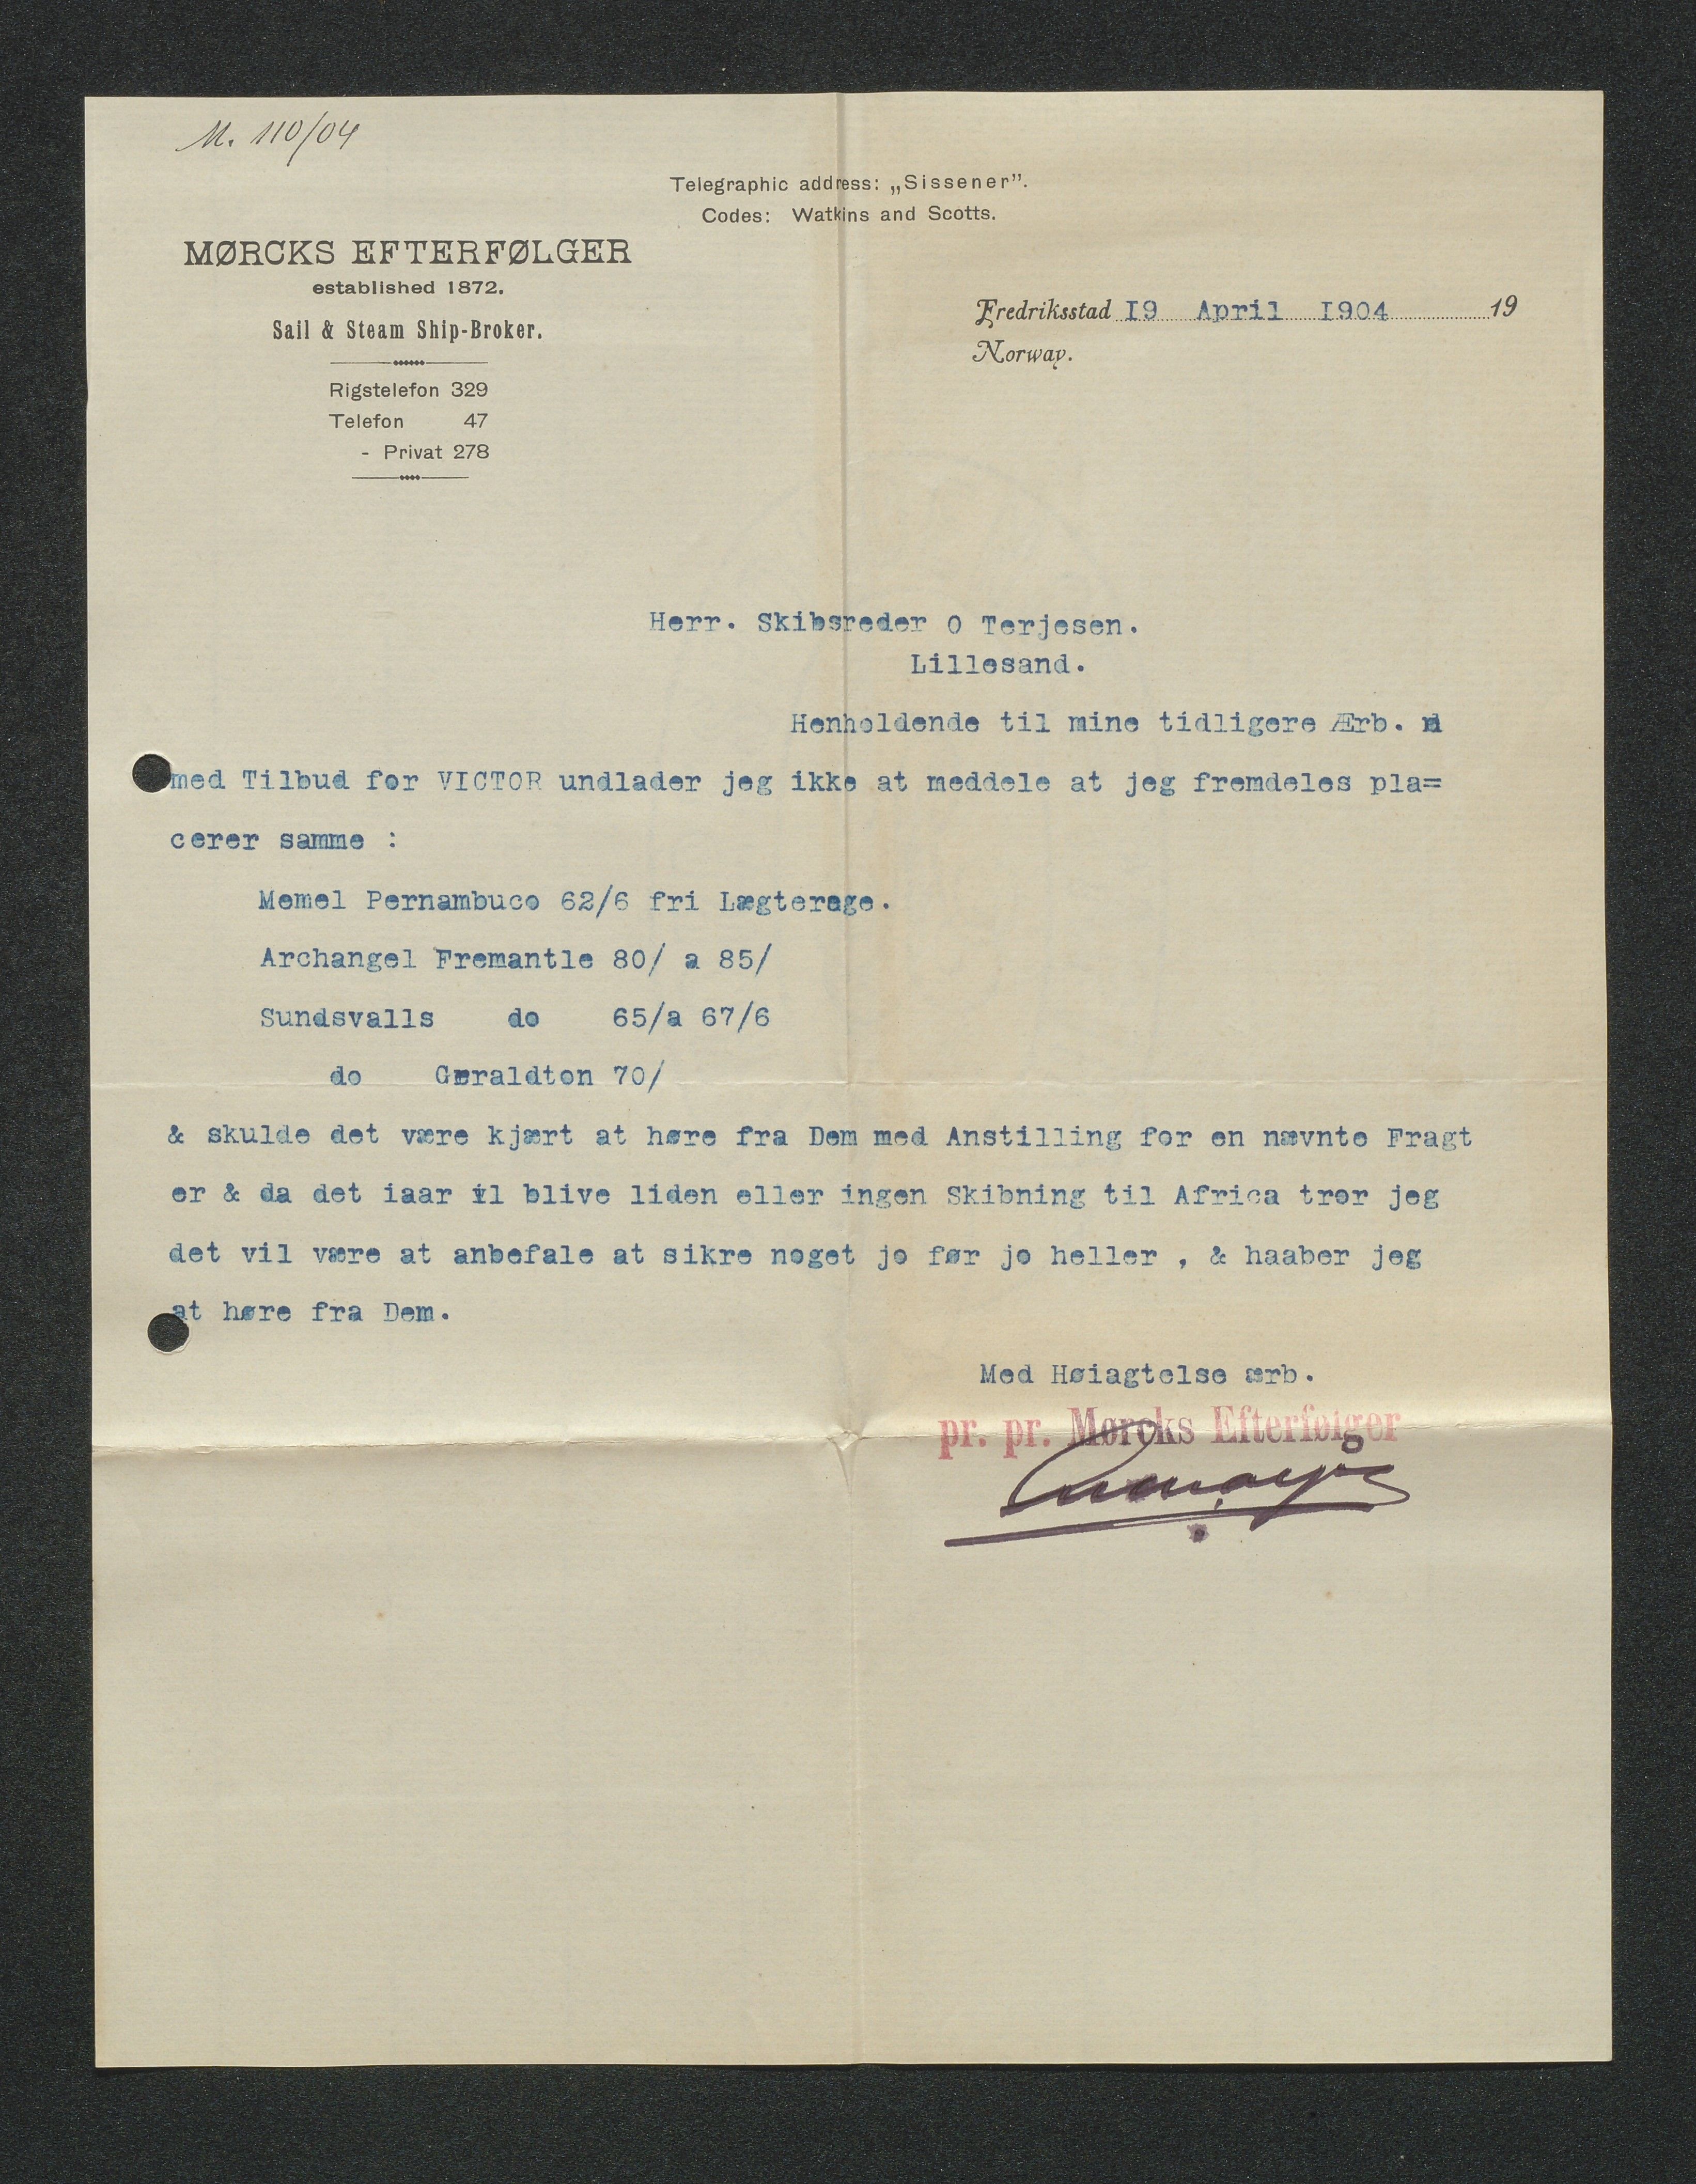 M. 110/04
Telegraphic address: „Sissener”.
Codes: Watkins and Scotts.
MØRCKS EFTERFØLGER
established 1872.
Sail & Steam Ship-Broker.
Rigstelefon 329
Telefon 47
- Privat 278
Fredriksstad I9 April I904 19
Norway.
Herr. Skibsreder O Terjesen.
Lillesand.
Henholdende til mine tidligere Ærb.
med Tilbud for VICTOR undlader jeg ikke at meddele at jeg fremdeles pla=
cerer samme :
Memel Pernambuco 62/6 fri Lægterage.
Archangel Fremantle 80/ a 85/
Sundsvalls do 65/a 67/6
do Geraldton 70/
& skulde det være kjært at høre fra Dem med Anstilling for en nævnte Fragt
er & da det iaar il blive liden eller ingen Skibning til Africa tror jeg
det vil være at anbefale at sikre noget jo før jo heller , & haaber jeg
at høre fra Dem.
Med Høiagtelse ærb.
pr. pr. Mørcks Efterfølger